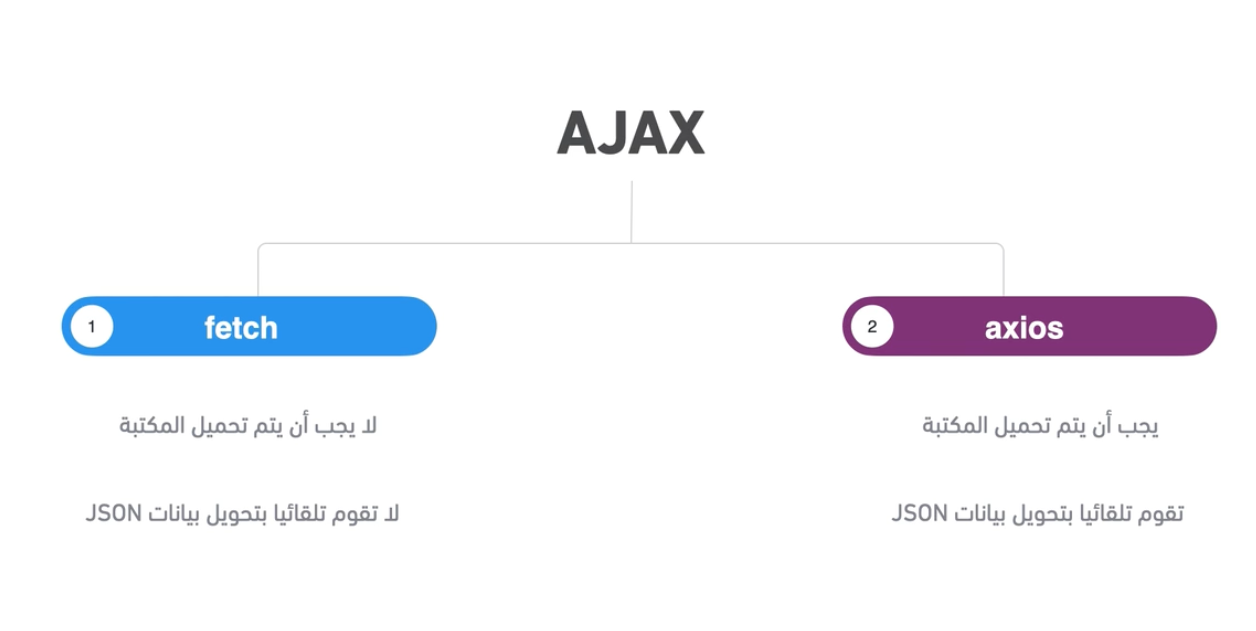 AJAX
1
fetch
2
axios
لا يجب أن يتم تحميل المكتبة
يجب أن يتم تحميل المكتبة
لا تقوم تلقائيا بتحويل بيانات JSON
تقوم تلقائيا بتحويل بيانات JSON